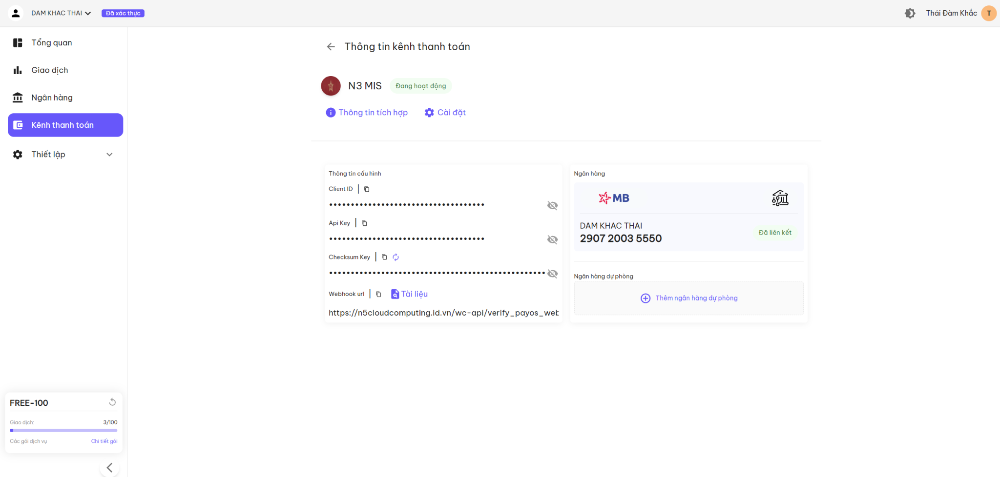 DAM KHAC THAI
Đã xác thực
Thái Đàm Khắc
T
Tổng quan
Giao dịch
Ngân hàng
Kênh thanh toán
Thiết lập
FREE-100
Giao dịch:
3/100
Các gói dịch vụ
Chi tiết gói
Thông tin kênh thanh toán
N3 MIS
Đang hoạt động
Thông tin tích hợp
Cài đặt
Thông tin cấu hình
Client ID
Api Key
Checksum Key
Webhook url
Tài liệu
https://n5cloudcomputing.id.vn/wc-api/verify_payos_web
Ngân hàng
MB
DAM KHAC THAI
2907 2003 5550
Đã liên kết
Ngân hàng dự phòng
Thêm ngân hàng dự phòng